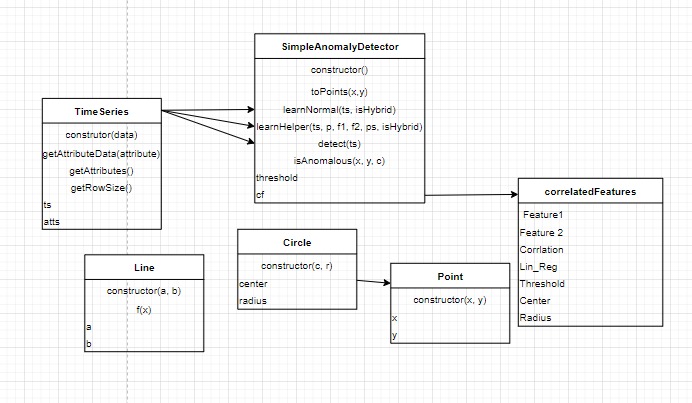 SimpleAnomalyDetector
constructor()
toPoints(x,y)
learnNormal(ts, isHybrid)
learnHelper(ts, p, f1, f2, ps, isHybrid)
detect(ts)
isAnomalous(x, y, c)
threshold
cf
TimeSeries
construtor(data)
getAttributeData(attribute)
getAttributes()
getRowSize()
ts
atts
correlatedFeatures
Feature1
Feature 2
Corrlation
Lin_Reg
Threshold
Center
Radius
Circle
constructor(c, r)
center
radius
Line
constructor(a, b)
f(x)
a
b
Point
constructor(x, y)
x
y